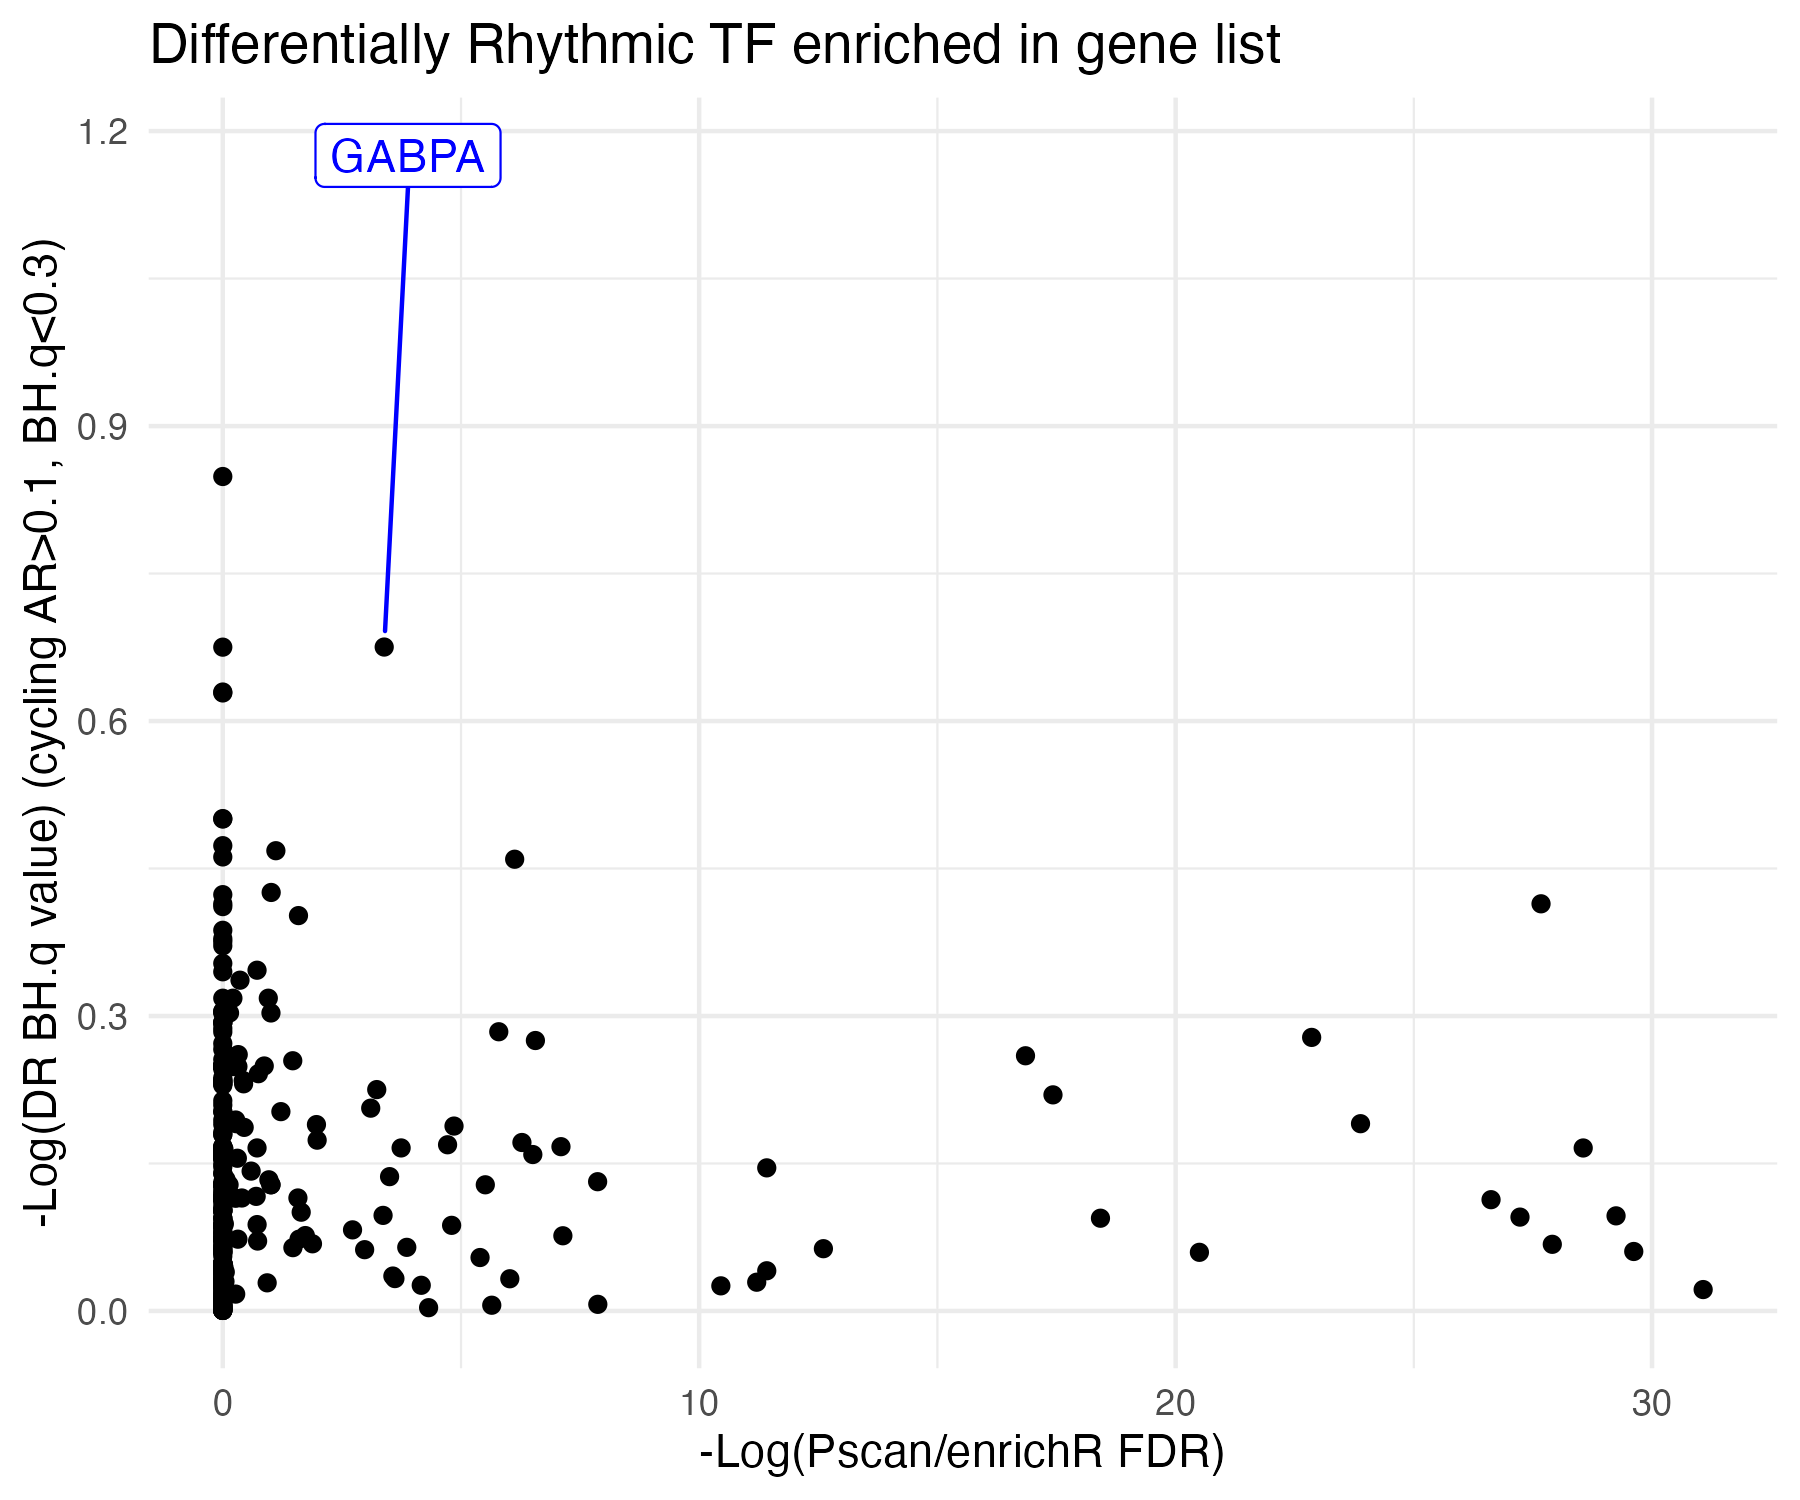 Differentially Rhythmic TF enriched in gene list
GABPA
-Log(DR BH.q value) (cycling AR>0.1, BH.q<0.3)
1.2
0.9
0.6
0.3
0.0
0
10
20
30
-Log(Pscan/enrichR FDR)